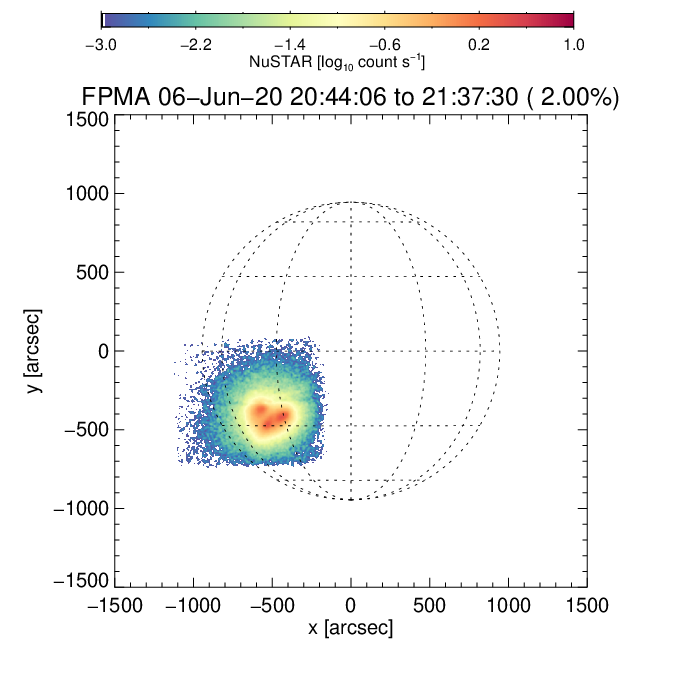 −3.0 −2.2 −1.4 −0.6 0.2 1.0
NuSTAR [log₁₀ count s⁻¹]
FPMA 06−Jun−20 20:44:06 to 21:37:30 ( 2.00%)
1500
1000
500
0
−500
−1000
−1500
y [arcsec]
−1500 −1000 −500 0 500 1000 1500
x [arcsec]